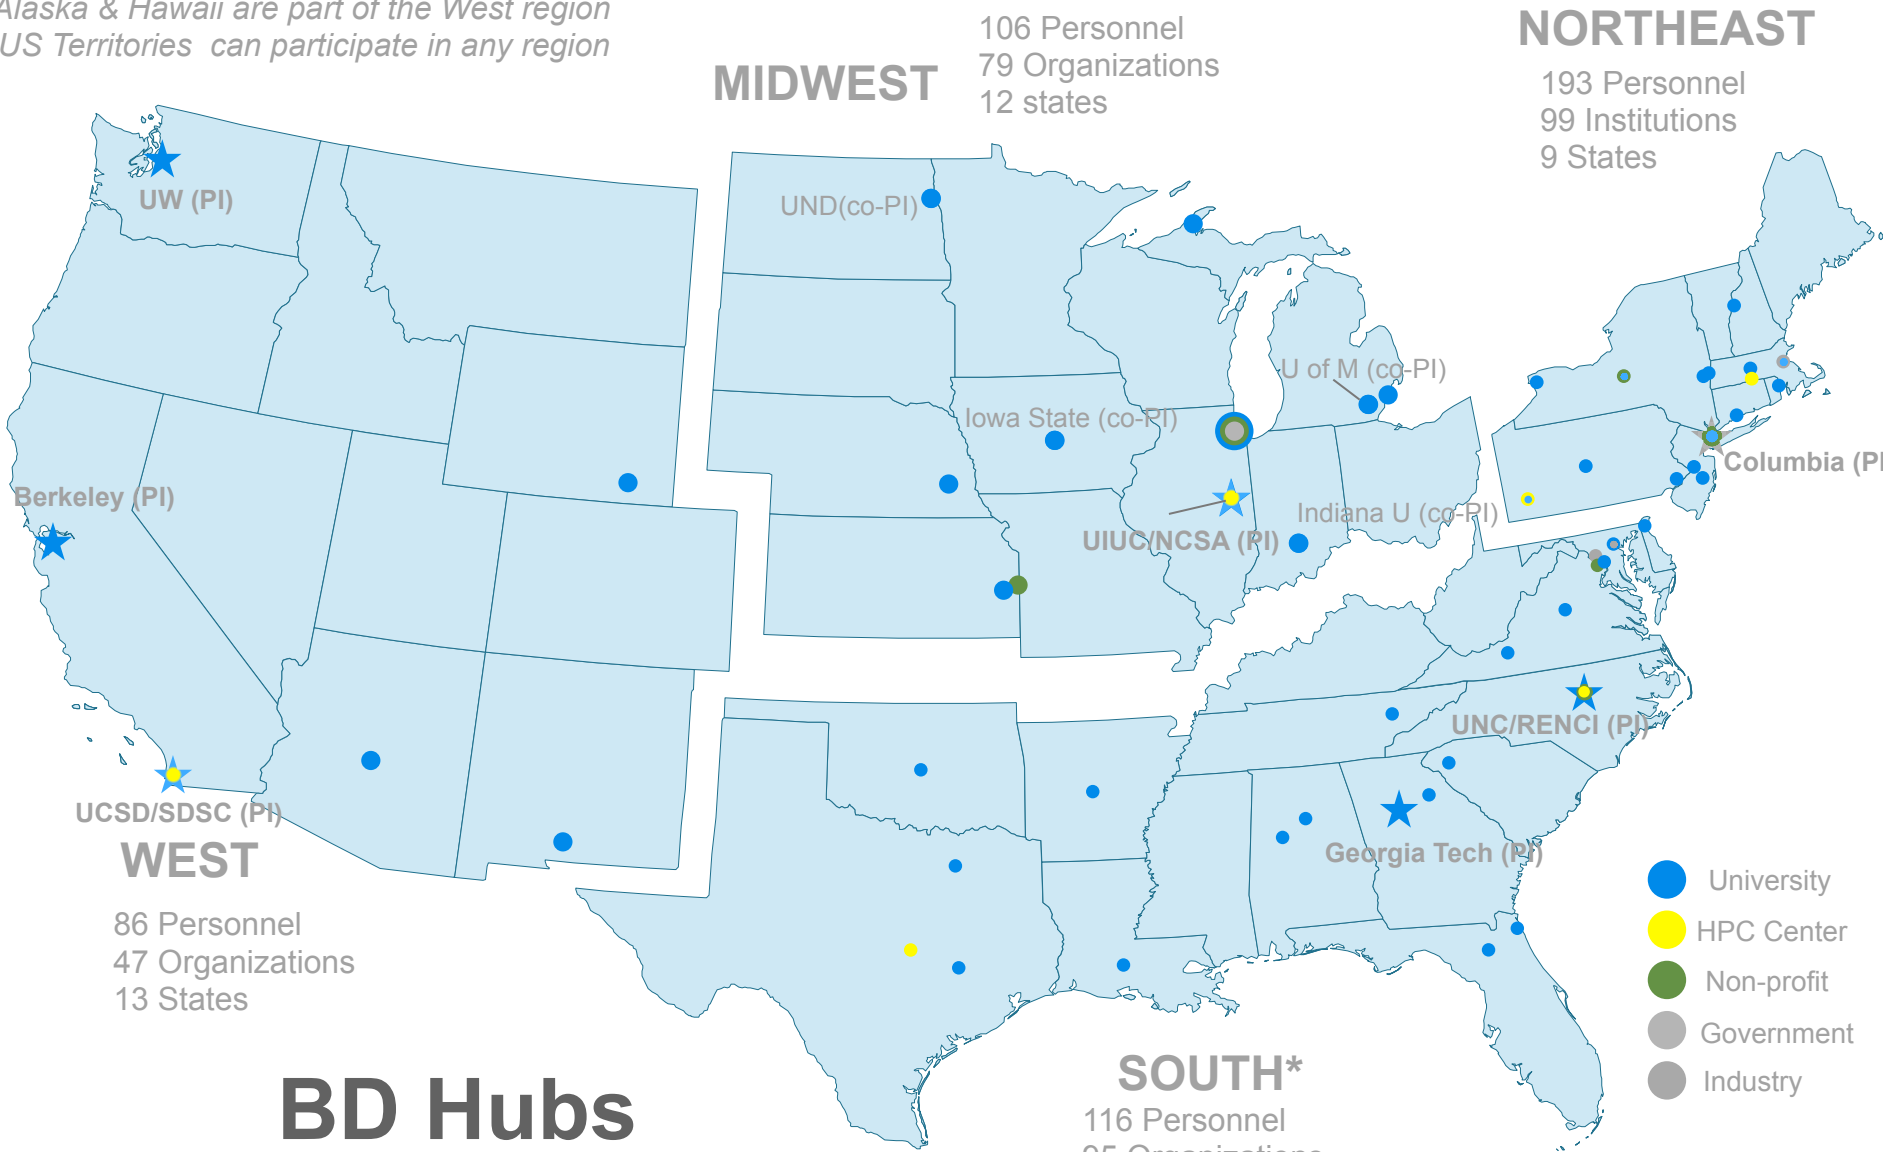 Alaska & Hawaii are part of the West region
US Territories can participate in any region
MIDWEST
106 Personnel
79 Organizations
12 states
NORTHEAST
193 Personnel
99 Institutions
9 States
UW (PI)
UND(co-PI)
U of M (co-PI)
Iowa State (co-PI)
Columbia (PI
Berkeley (PI)
Indiana U (co-PI)
UIUC/NCSA (PI)
UNC/RENCI (PI)
UCSD/SDSC (PI)
Georgia Tech (PI)
WEST
86 Personnel
47 Organizations
13 States
University
HPC Center
Non-profit
Government
Industry
SOUTH*
116 Personnel
95 Organizations
BD Hubs